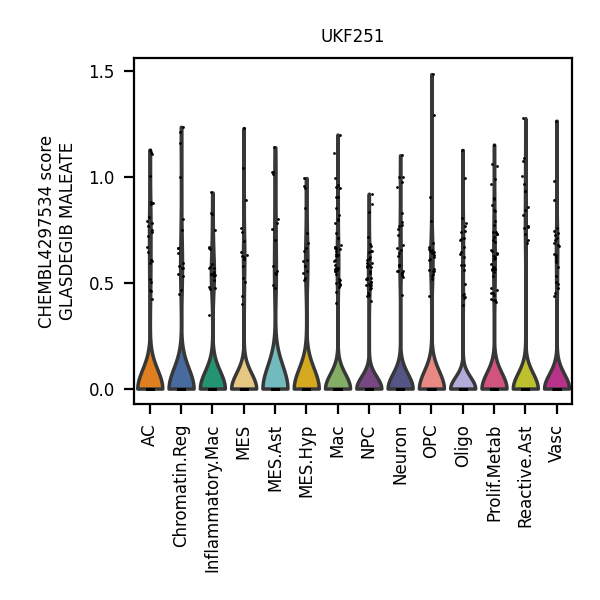 UKF251
CHEMBL4297534 score
GLASDEGIB MALEATE
1.5
1.0
0.5
0.0
AC
Chromatin.Reg
Inflammatory.Mac
MES
MES.Ast
MES.Hyp
Mac
NPC
Neuron
OPC
Oligo
Prolif.Metab
Reactive.Ast
Vasc